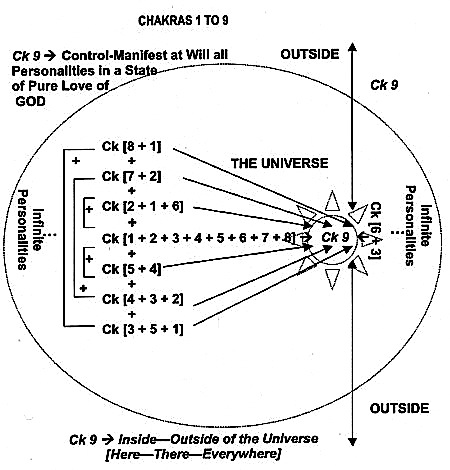 CHAKRAS 1 TO 9
Ck 9 → Control-Manifest at Will all
Personalities in a State
of Pure Love of
GOD
OUTSIDE
Ck 9
Ck [8 + 1]
+ +
Ck [7 + 2]
THE UNIVERSE
+
Ck [2 + 1 + 6]
+ +
Ck [1 + 2 + 3 + 4 + 5 + 6 + 7 + 8]
Ck 9
Ck [6 + 3]
+ +
Ck [5 + 4]
+ +
Ck [4 + 3 + 2]
+
Ck [3 + 5 + 1]
Infinite
Personalities
Infinite
Personalities
OUTSIDE
Ck 9 → Inside—Outside of the Universe
[Here—There—Everywhere]